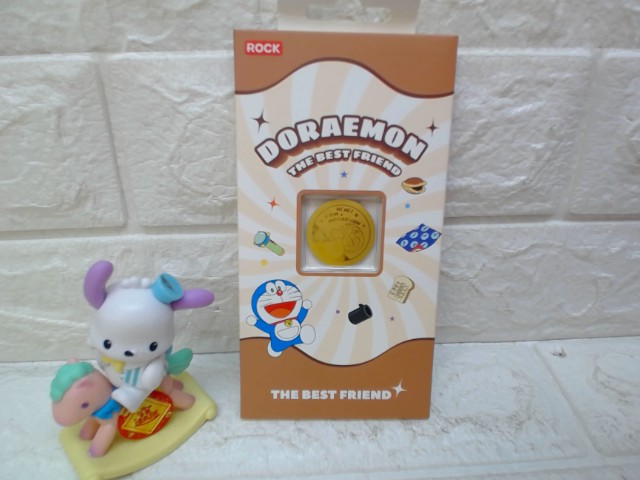 ROCK
DORAEMON
THE BEST FRIEND
THE BEST FRIEND